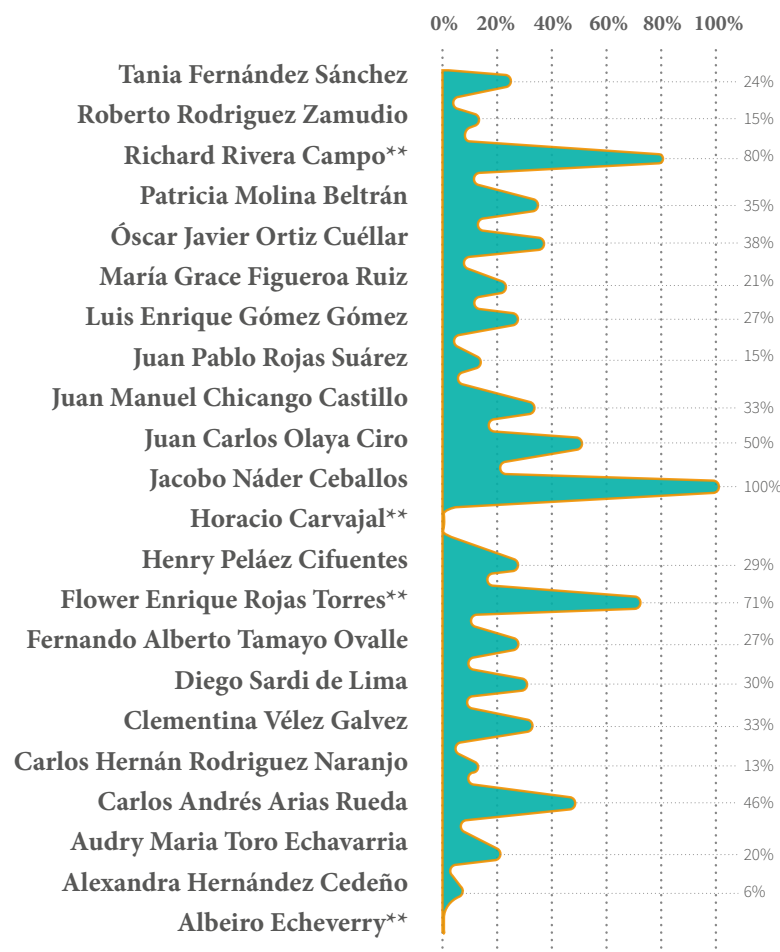 0% 20% 40% 60% 80% 100%
Tania Fernández Sánchez 24%
Roberto Rodriguez Zamudio 15%
Richard Rivera Campo** 80%
Patricia Molina Beltrán 35%
Óscar Javier Ortiz Cuéllar 38%
María Grace Figueroa Ruiz 21%
Luis Enrique Gómez Gómez 27%
Juan Pablo Rojas Suárez 15%
Juan Manuel Chicango Castillo 33%
Juan Carlos Olaya Ciro 50%
Jacobo Náder Ceballos 100%
Horacio Carvajal**
Henry Peláez Cifuentes 29%
Flower Enrique Rojas Torres** 71%
Fernando Alberto Tamayo Ovalle 27%
Diego Sardi de Lima 30%
Clementina Vélez Galvez 33%
Carlos Hernán Rodriguez Naranjo 13%
Carlos Andrés Arias Rueda 46%
Audry Maria Toro Echavarria 20%
Alexandra Hernández Cedeño 6%
Albeiro Echeverry**